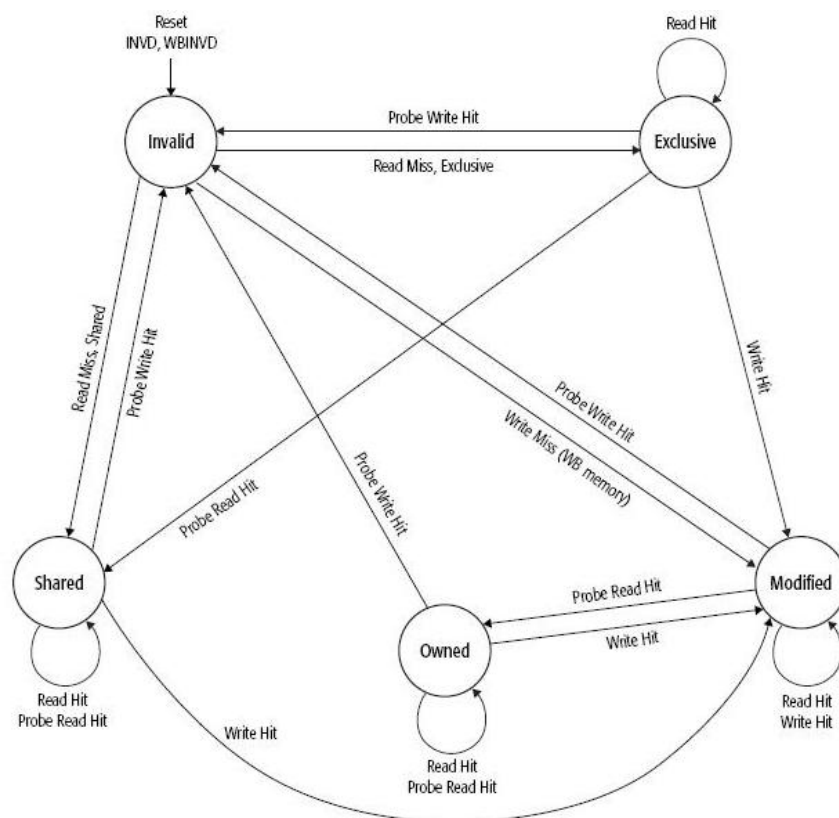 Reset
INVD, WBINVD
Read Hit
Invalid
Probe Write Hit
Exclusive
Read Miss, Exclusive
Read Miss, Shared
Probe Write Hit
Write Hit
Probe Write Hit
Write Miss (WB memory)
Probe Write Hit
Probe Read Hit
Shared
Probe Read Hit
Modified
Write Hit
Owned
Read Hit
Probe Read Hit
Write Hit
Read Hit
Probe Read Hit
Read Hit
Write Hit